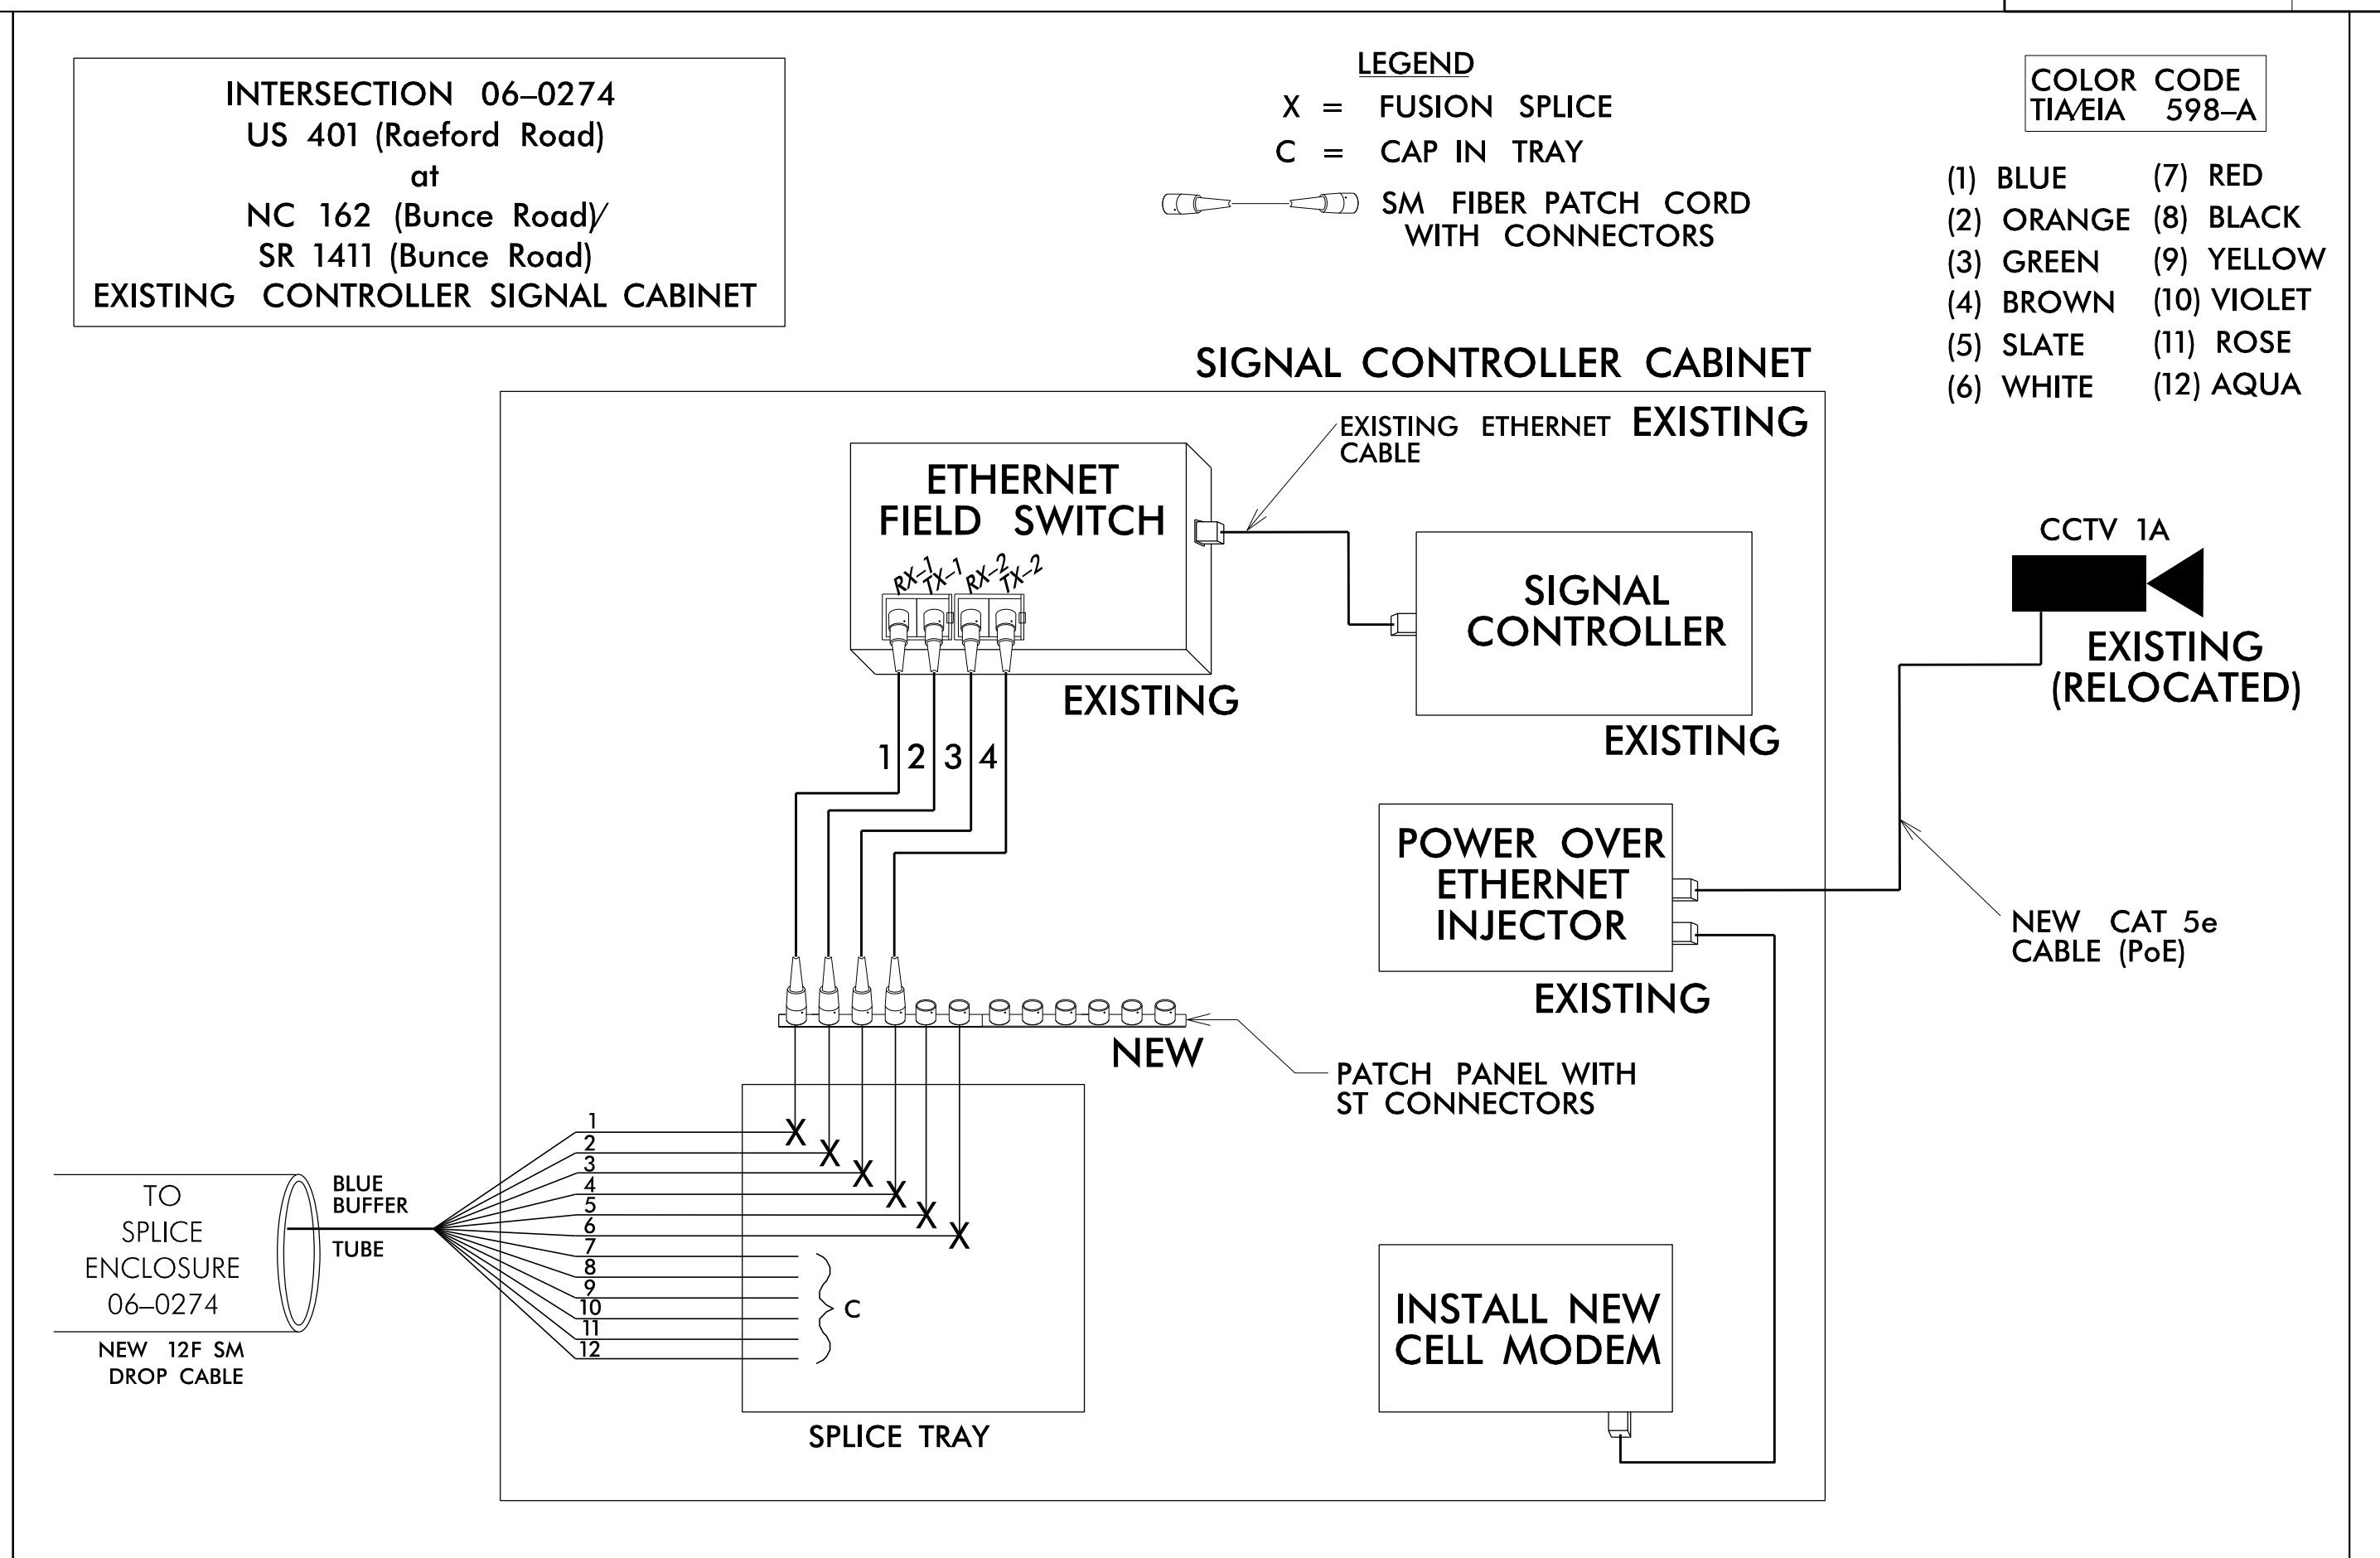 INTERSECTION 06–0274
US 401 (Raeford Road)
at
NC 162 (Bunce Road)/
SR 1411 (Bunce Road)
EXISTING CONTROLLER SIGNAL CABINET
LEGEND
X = FUSION SPLICE
C = CAP IN TRAY
SM FIBER PATCH CORD
WITH CONNECTORS
COLOR CODE
TIA/EIA 598–A
(1) BLUE
(2) ORANGE
(3) GREEN
(4) BROWN
(5) SLATE
(6) WHITE
(7) RED
(8) BLACK
(9) YELLOW
(10) VIOLET
(11) ROSE
(12) AQUA
SIGNAL CONTROLLER CABINET
EXISTING
EXISTING ETHERNET
CABLE
ETHERNET
FIELD SWITCH
RX–1
TX–1
RX–2
TX–2
EXISTING
SIGNAL
CONTROLLER
EXISTING
CCTV 1A
EXISTING
(RELOCATED)
1 2 3 4
POWER OVER
ETHERNET
INJECTOR
EXISTING
NEW CAT 5e
CABLE (PoE)
NEW
PATCH PANEL WITH
ST CONNECTORS
TO
SPLICE
ENCLOSURE
06–0274
NEW 12F SM
DROP CABLE
BLUE
BUFFER
TUBE
1
2
3
4
5
6
7
8
9
10
11
12
X
X
X
X
X
X
C
SPLICE TRAY
INSTALL NEW
CELL MODEM